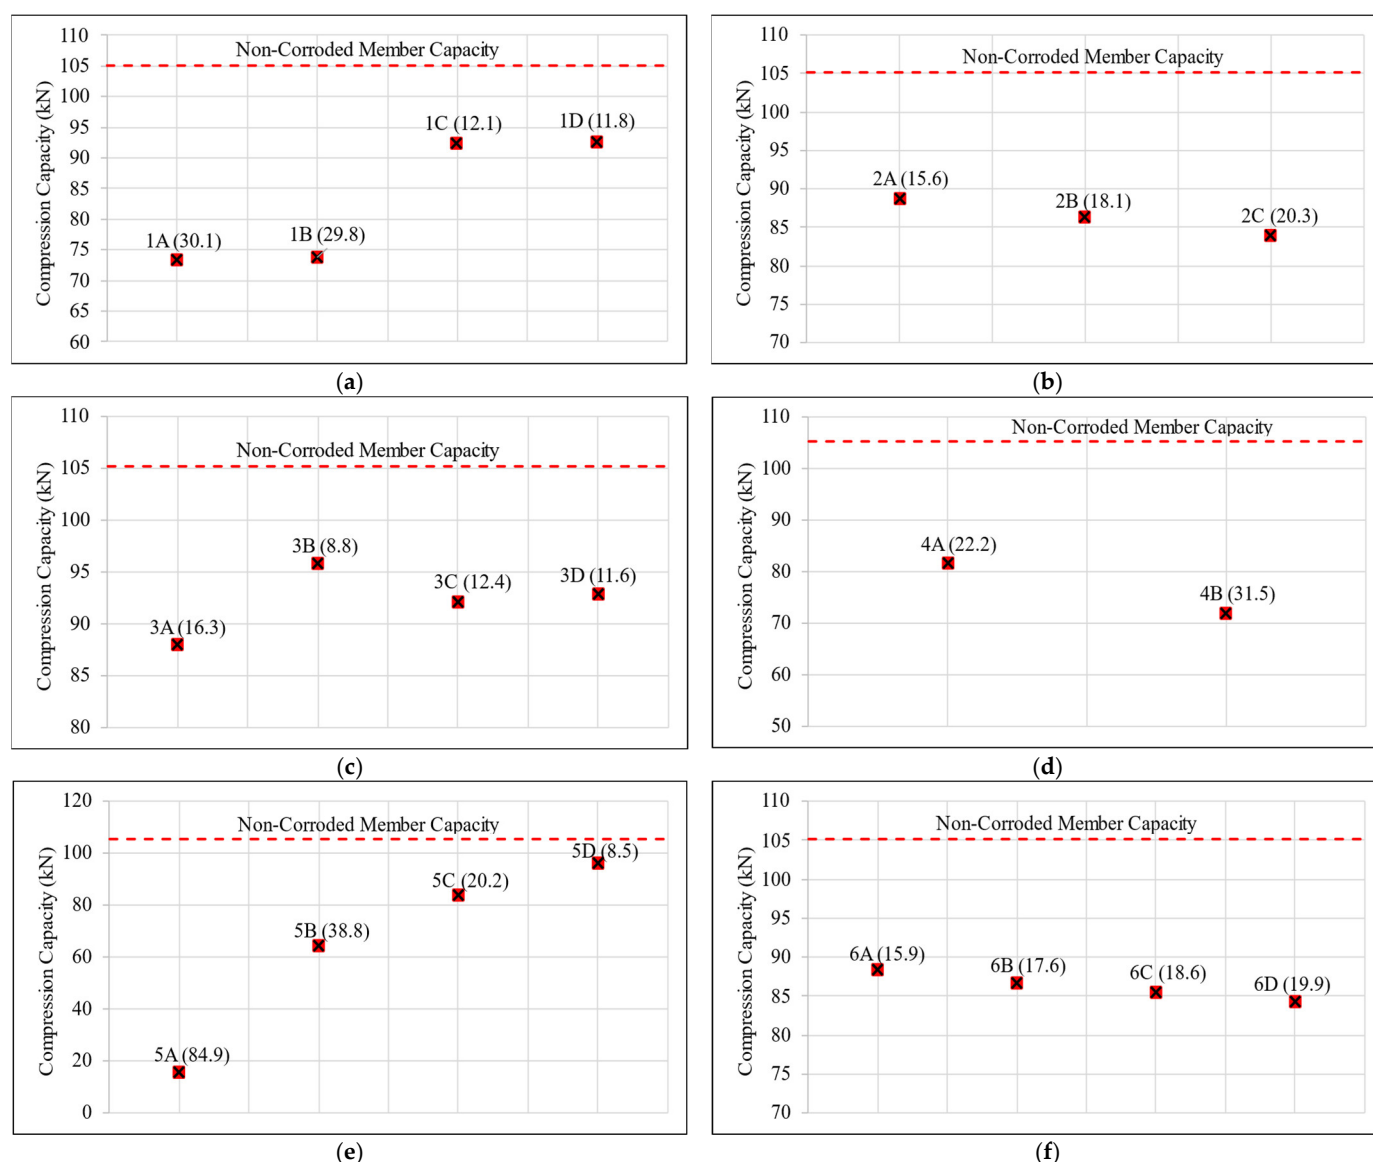 Compression Capacity (kN)
110
105
100
95
90
85
80
75
70
65
60
Non-Corroded Member Capacity
1A (30.1)
1B (29.8)
1C (12.1)
1D (11.8)
(a)
Compression Capacity (kN)
110
105
100
95
90
85
80
75
70
Non-Corroded Member Capacity
2A (15.6)
2B (18.1)
2C (20.3)
(b)
Compression Capacity (kN)
110
105
100
95
90
85
80
Non-Corroded Member Capacity
3A (16.3)
3B (8.8)
3C (12.4)
3D (11.6)
(c)
Compression Capacity (kN)
110
100
90
80
70
60
50
Non-Corroded Member Capacity
4A (22.2)
4B (31.5)
(d)
Compression Capacity (kN)
120
100
80
60
40
20
0
Non-Corroded Member Capacity
5A (84.9)
5B (38.8)
5C (20.2)
5D (8.5)
(e)
Compression Capacity (kN)
110
105
100
95
90
85
80
75
70
Non-Corroded Member Capacity
6A (15.9)
6B (17.6)
6C (18.6)
6D (19.9)
(f)